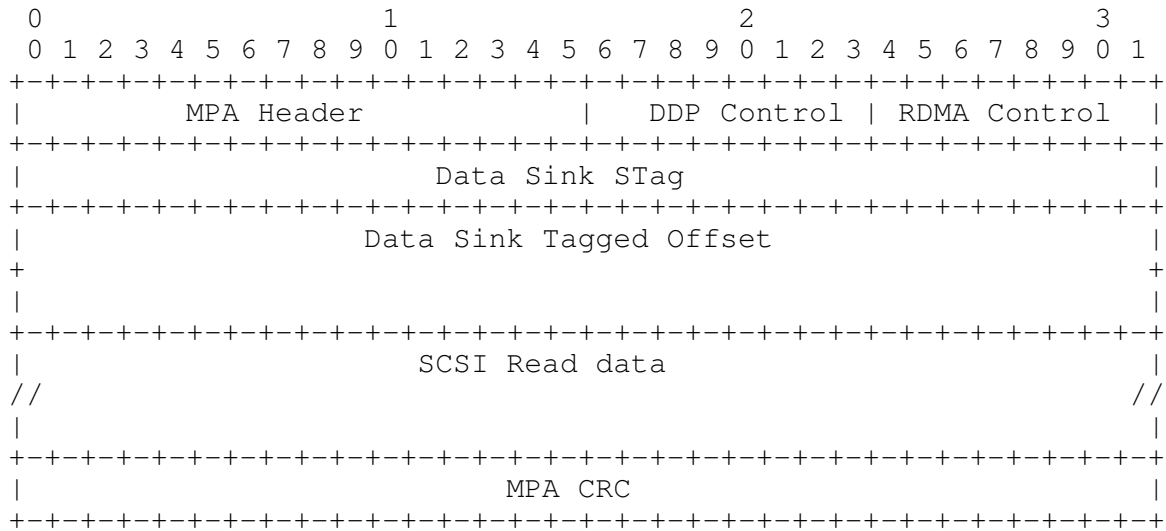 0                   1                   2                   3
 0 1 2 3 4 5 6 7 8 9 0 1 2 3 4 5 6 7 8 9 0 1 2 3 4 5 6 7 8 9 0 1
+-+-+-+-+-+-+-+-+-+-+-+-+-+-+-+-+-+-+-+-+-+-+-+-+-+-+-+-+-+-+-+-+
|         MPA Header            |   DDP Control | RDMA Control  |
+-+-+-+-+-+-+-+-+-+-+-+-+-+-+-+-+-+-+-+-+-+-+-+-+-+-+-+-+-+-+-+-+
|                       Data Sink STag                          |
+-+-+-+-+-+-+-+-+-+-+-+-+-+-+-+-+-+-+-+-+-+-+-+-+-+-+-+-+-+-+-+-+
|                   Data Sink Tagged Offset                     |
+                                                               +
|                                                               |
+-+-+-+-+-+-+-+-+-+-+-+-+-+-+-+-+-+-+-+-+-+-+-+-+-+-+-+-+-+-+-+-+
|                      SCSI Read data                           |
//                                                             //
|                                                               |
+-+-+-+-+-+-+-+-+-+-+-+-+-+-+-+-+-+-+-+-+-+-+-+-+-+-+-+-+-+-+-+-+
|                           MPA CRC                             |
+-+-+-+-+-+-+-+-+-+-+-+-+-+-+-+-+-+-+-+-+-+-+-+-+-+-+-+-+-+-+-+-+